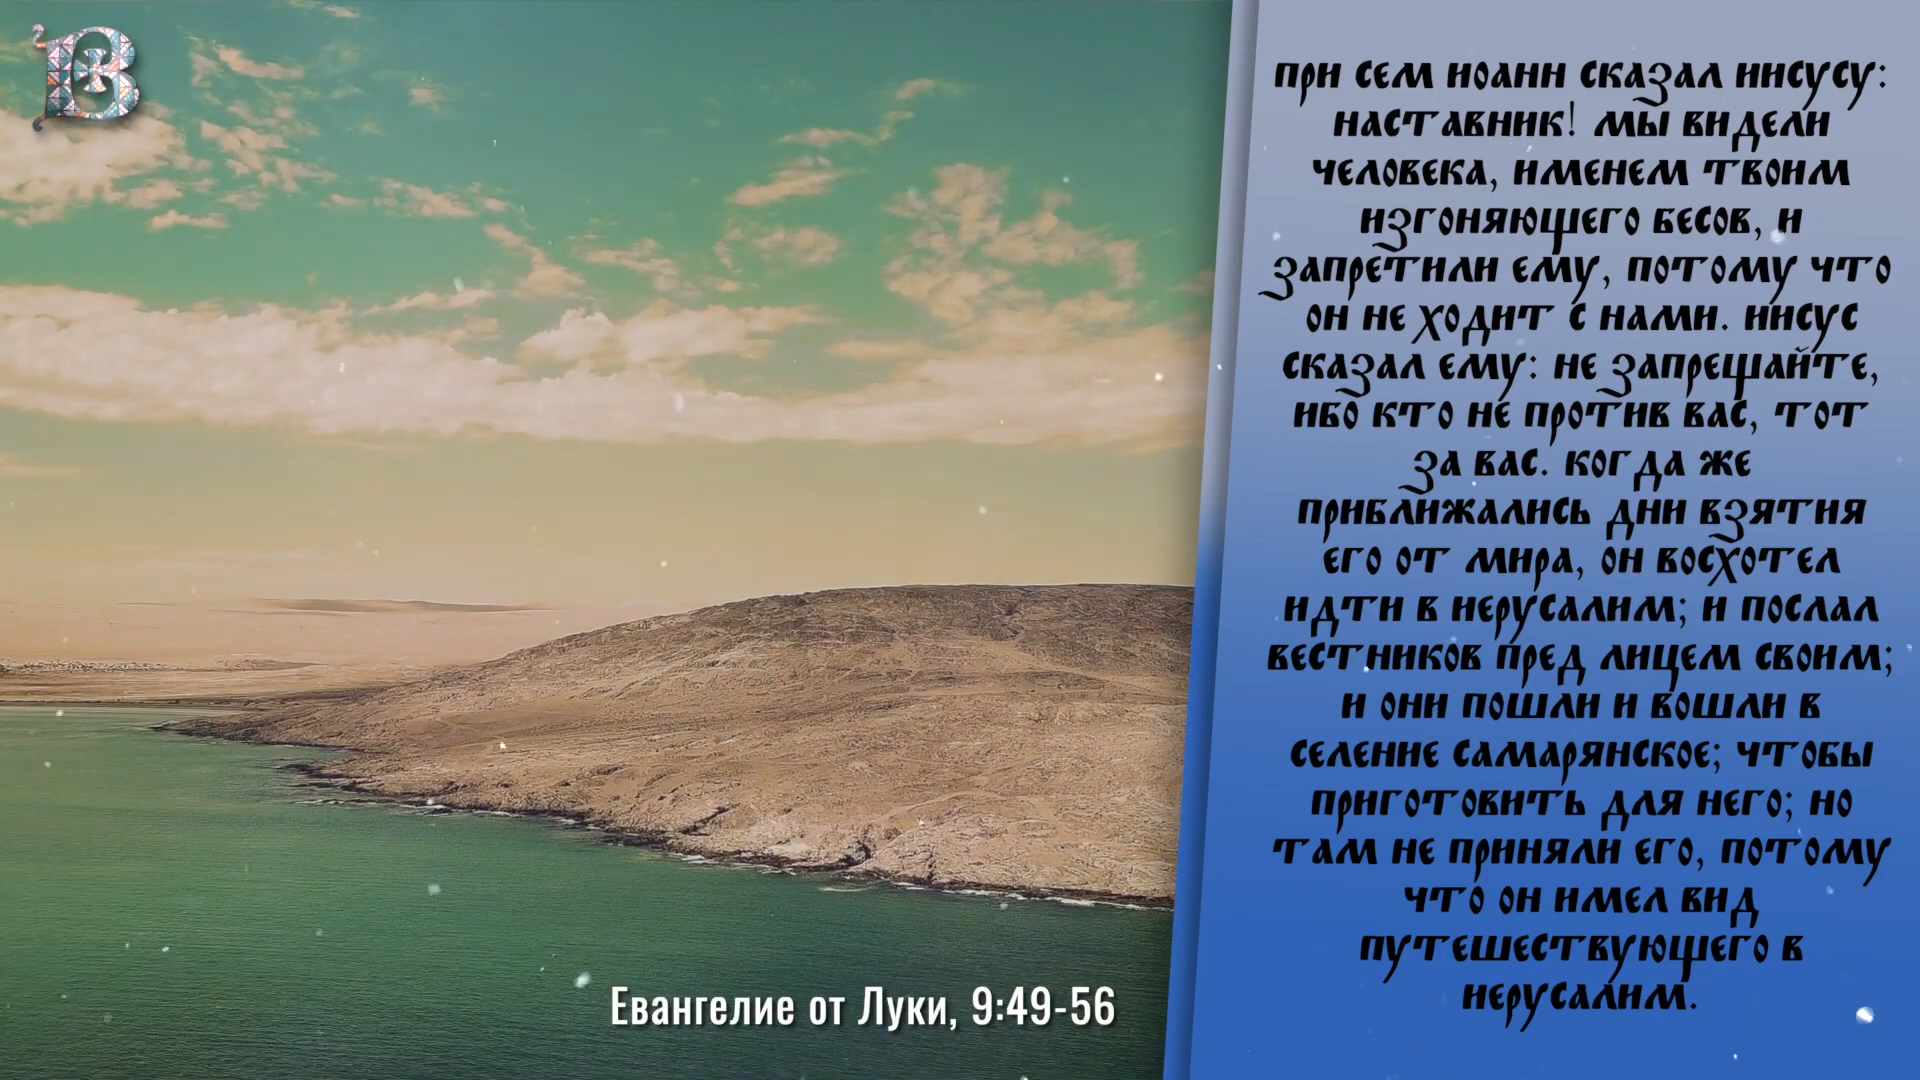 В
при сем иоанн сказал иисусу:
наставник! мы видели
человека, именем твоим
изгоняющего бесов, и
запретили ему, потому что
он не ходит с нами. иисус
сказал ему: не запрещайте,
ибо кто не против вас, тот
за вас. когда же
приближались дни взятия
его от мира, он восхотел
идти в иерусалим; и послал
вестников пред лицем своим;
и они пошли и вошли в
селение самарянское; чтобы
приготовить для него; но
там не приняли его, потому
что он имел вид
путешествующего в
иерусалим.
Евангелие от Луки, 9:49-56